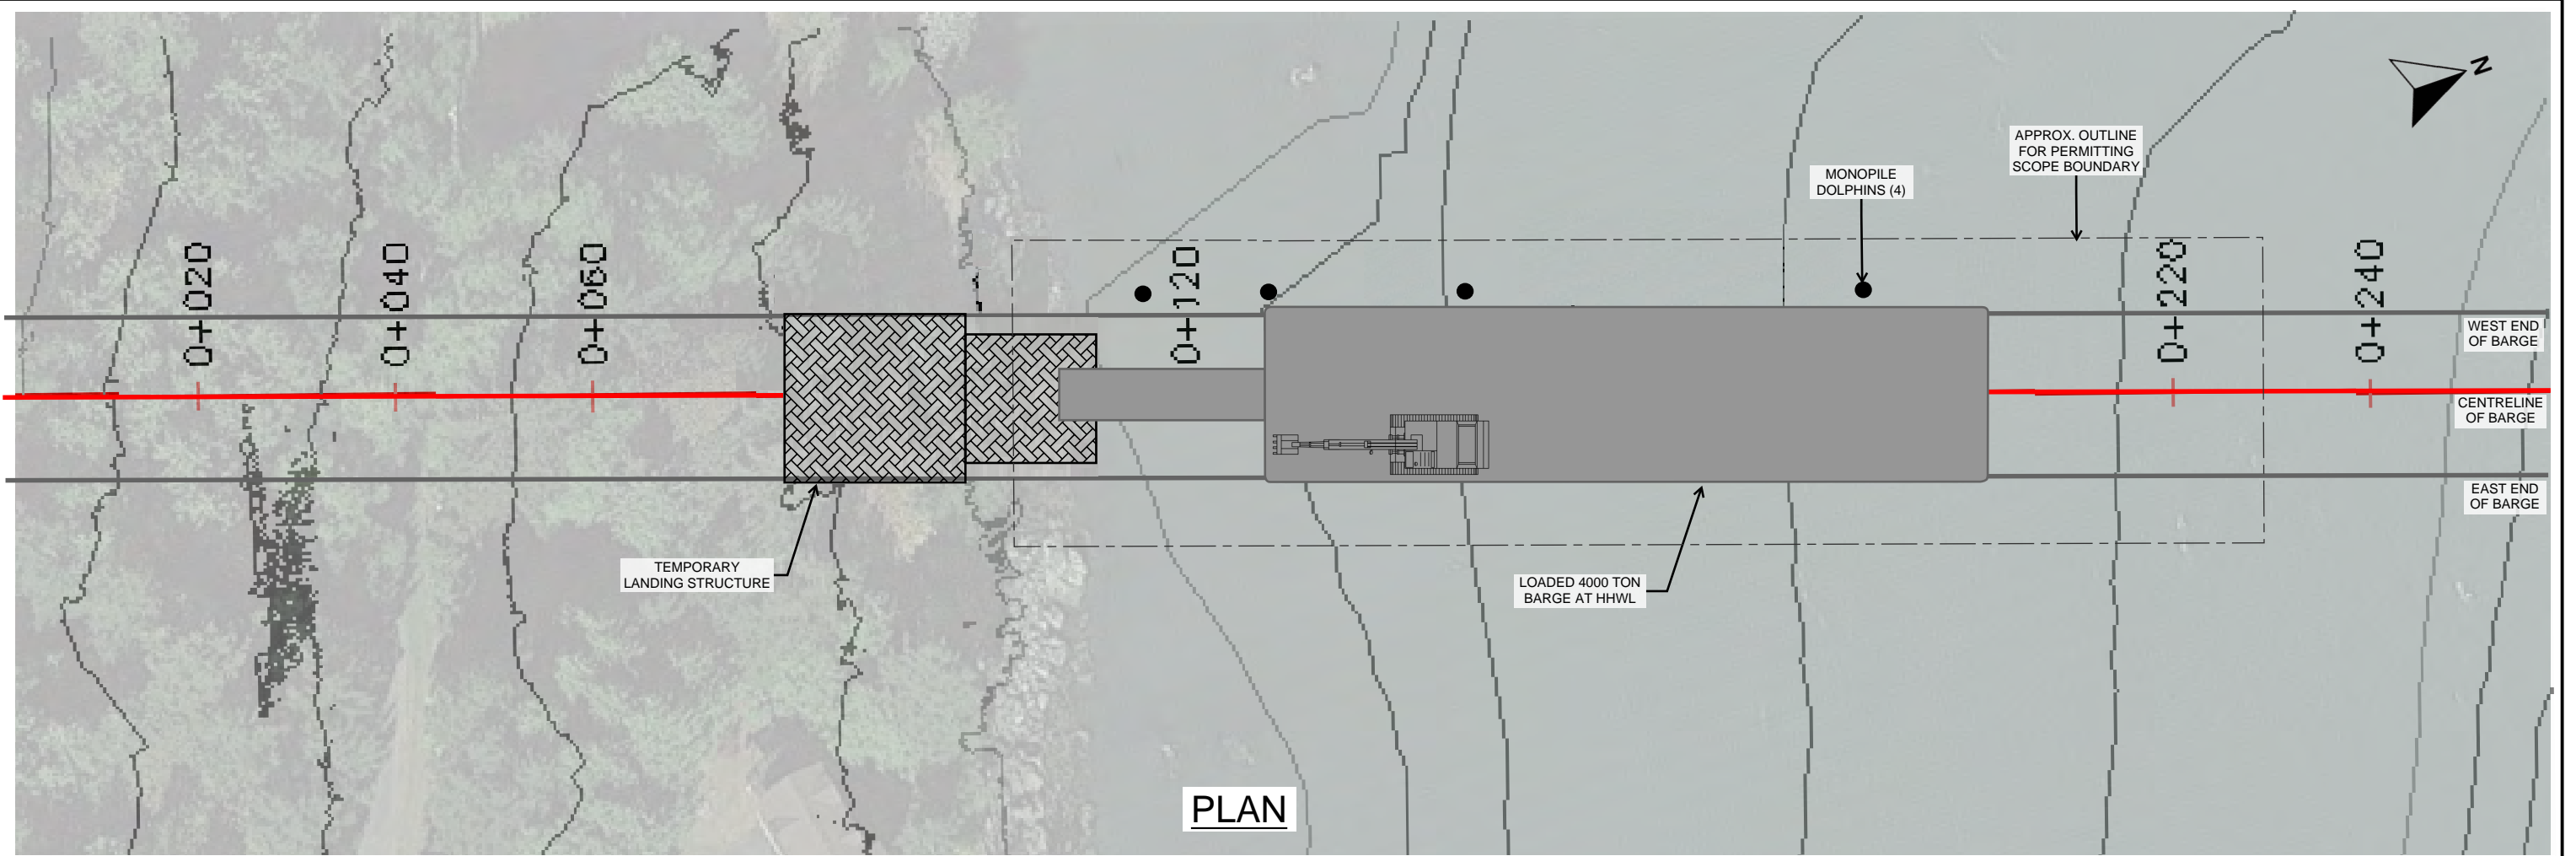 N
APPROX. OUTLINE
FOR PERMITTING
SCOPE BOUNDARY
MONOPILE
DOLPHINS (4)
0+020
0+040
0+060
0+120
0+220
0+240
WEST END
OF BARGE
CENTRELINE
OF BARGE
EAST END
OF BARGE
TEMPORARY
LANDING STRUCTURE
LOADED 4000 TON
BARGE AT HHWL
PLAN